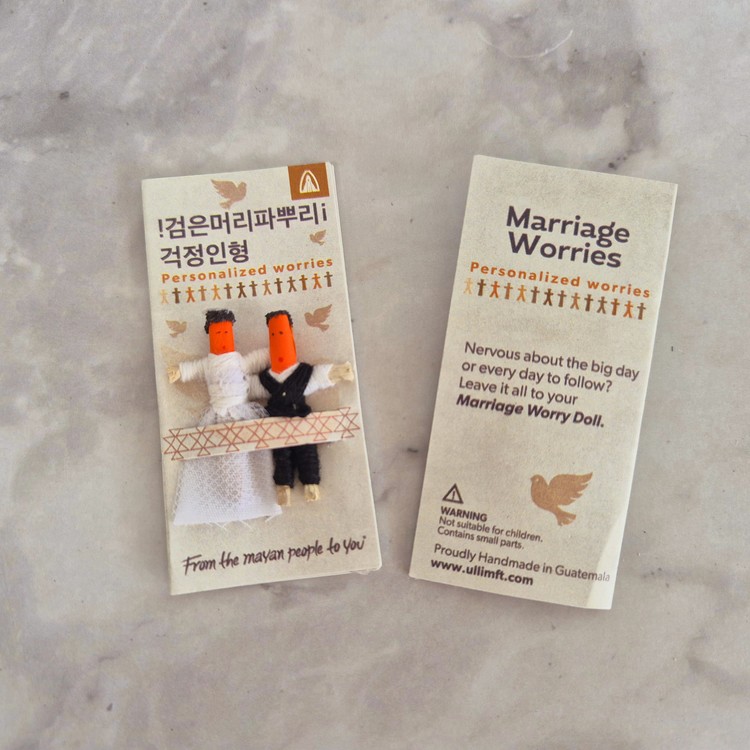 !검은머리파뿌리¡
걱정인형
Personalized worries
From the mayan people to you
Marriage
Worries
Personalized worries
Nervous about the big day
or every day to follow?
Leave it all to your
Marriage Worry Doll.
WARNING
Not suitable for children.
Contains small parts.
Proudly Handmade in Guatemala
www.ullimft.com